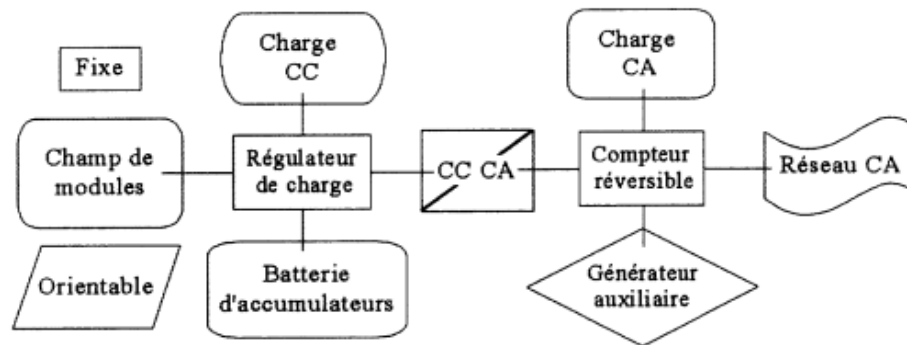 Fixe
Charge
CC
Charge
CA
Champ de
modules
Régulateur
de charge
CC CA
Compteur
réversible
Réseau CA
Orientable
Batterie
d'accumulateurs
Générateur
auxiliaire